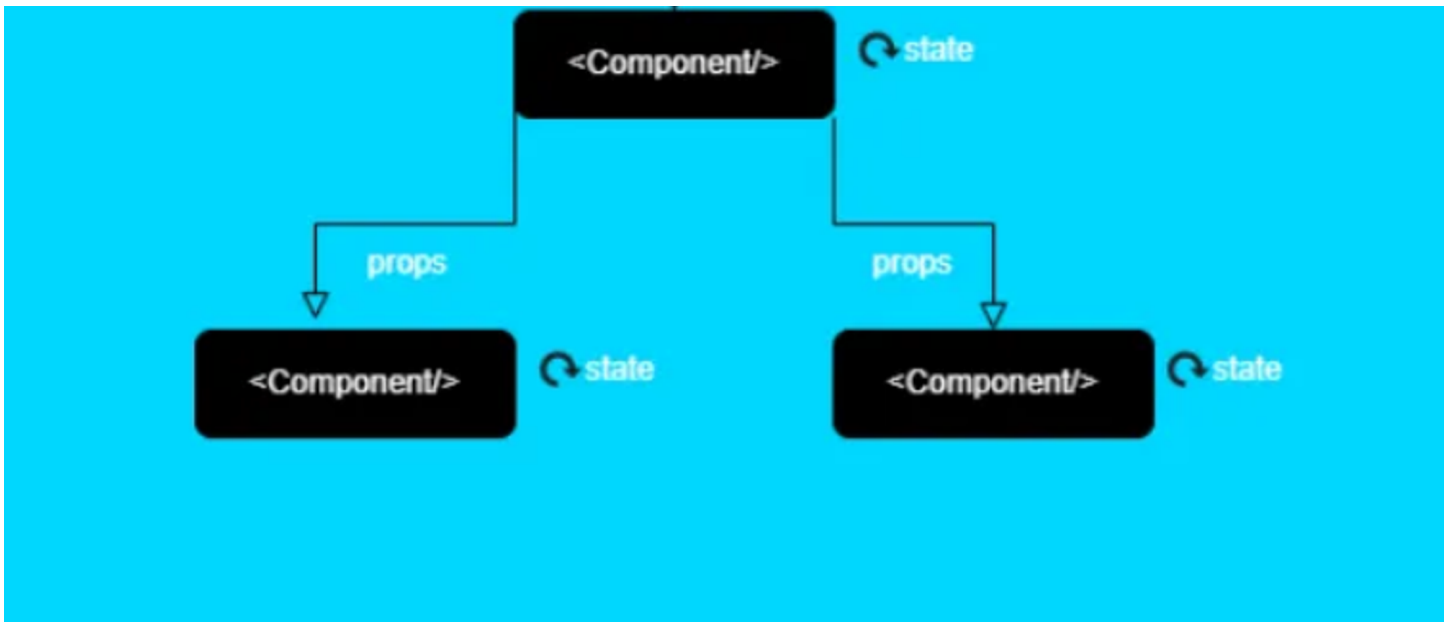 <Component/>
state
props
props
<Component/>
state
<Component/>
state